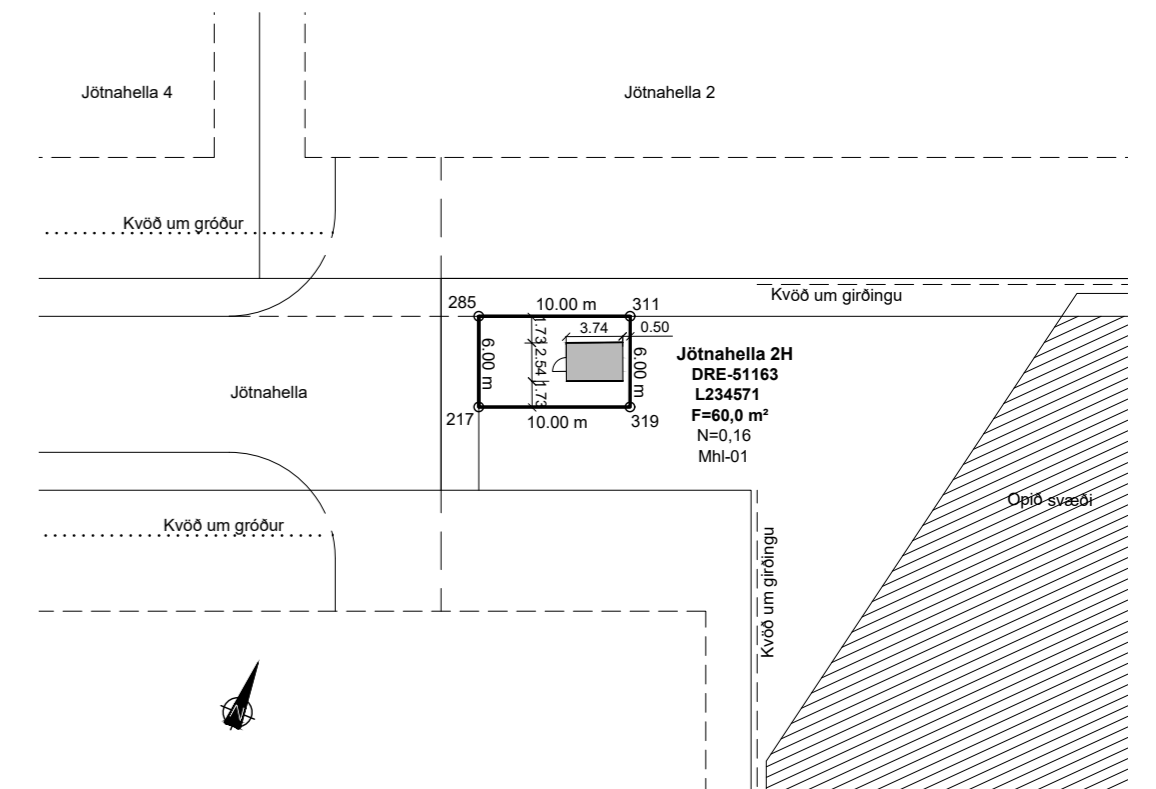 Jötnahella 4
Jötnahella 2
Kvöð um gróður
Kvöð um girðingu
285
10.00 m
311
1.73
3.74
0.50
6.00 m
2.54
6.00 m
1.73
Jötnahella 2H
DRE-51163
L234571
F=60,0 m²
N=0,16
Mhl-01
Jötnahella
217
10.00 m
319
Opið svæði
Kvöð um gróður
Kvöð um girðingu
N